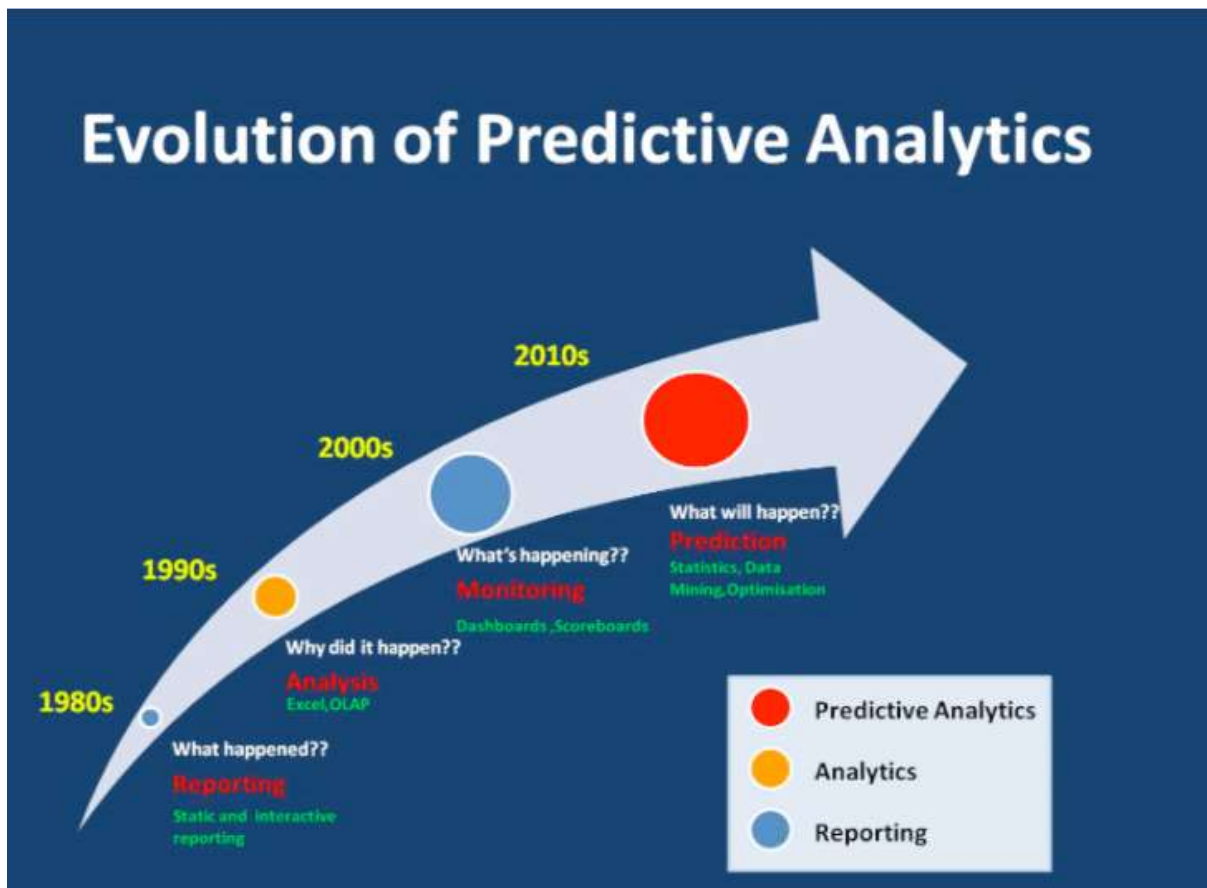 Evolution of Predictive Analytics
2010s
2000s
What will happen??
Prediction
Statistics, Data
Mining,Optimisation
1990s
What's happening??
Monitoring
Dashboards ,Scoreboards
Why did it happen??
Analysis
Excel,OLAP
1980s
What happened??
Reporting
Static and interactive
reporting
Predictive Analytics
Analytics
Reporting